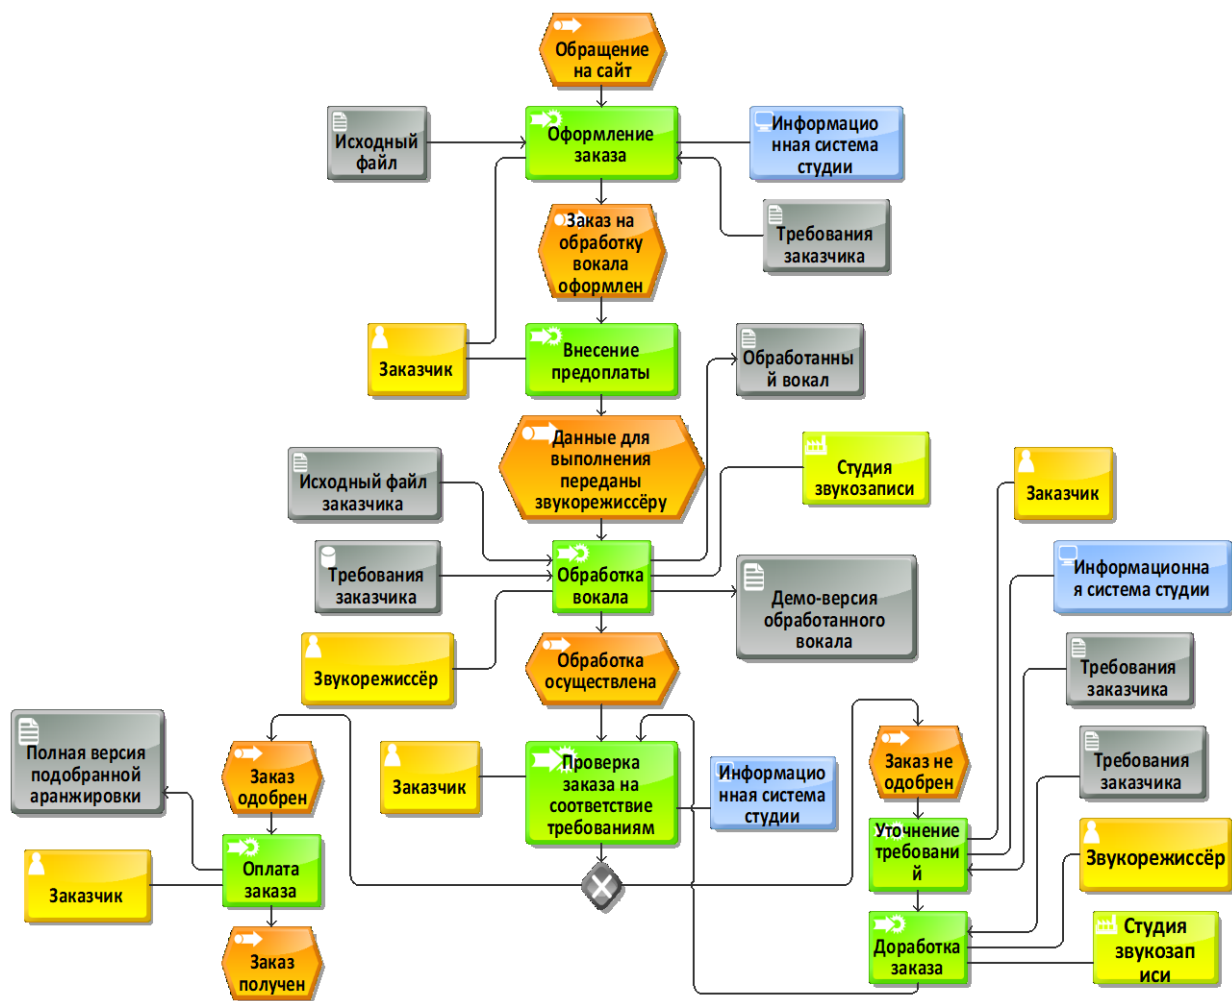 Обращение
на сайт
Исходный
файл
Оформление
заказа
Информацио
нная система
студии
Заказ на
обработку
вокала
оформлен
Требования
заказчика
Заказчик
Внесение
предоплаты
Обработанны
й вокал
Данные для
выполнения
переданы
звукорежиссёру
Студия
звукозаписи
Исходный файл
заказчика
Заказчик
Требования
заказчика
Обработка
вокала
Информационна
я система студии
Демо-версия
обработанного
вокала
Звукорежиссёр
Обработка
осуществлена
Требования
заказчика
Полная версия
подобранной
аранжировки
Заказ
одобрен
Заказчик
Проверка
заказа на
соответствие
требованиям
Информацио
нная система
студии
Заказ не
одобрен
Требования
заказчика
Уточнение
требовани
й
Звукорежиссёр
Заказчик
Оплата
заказа
Доработка
заказа
Студия
звукозап
иси
Заказ
получен